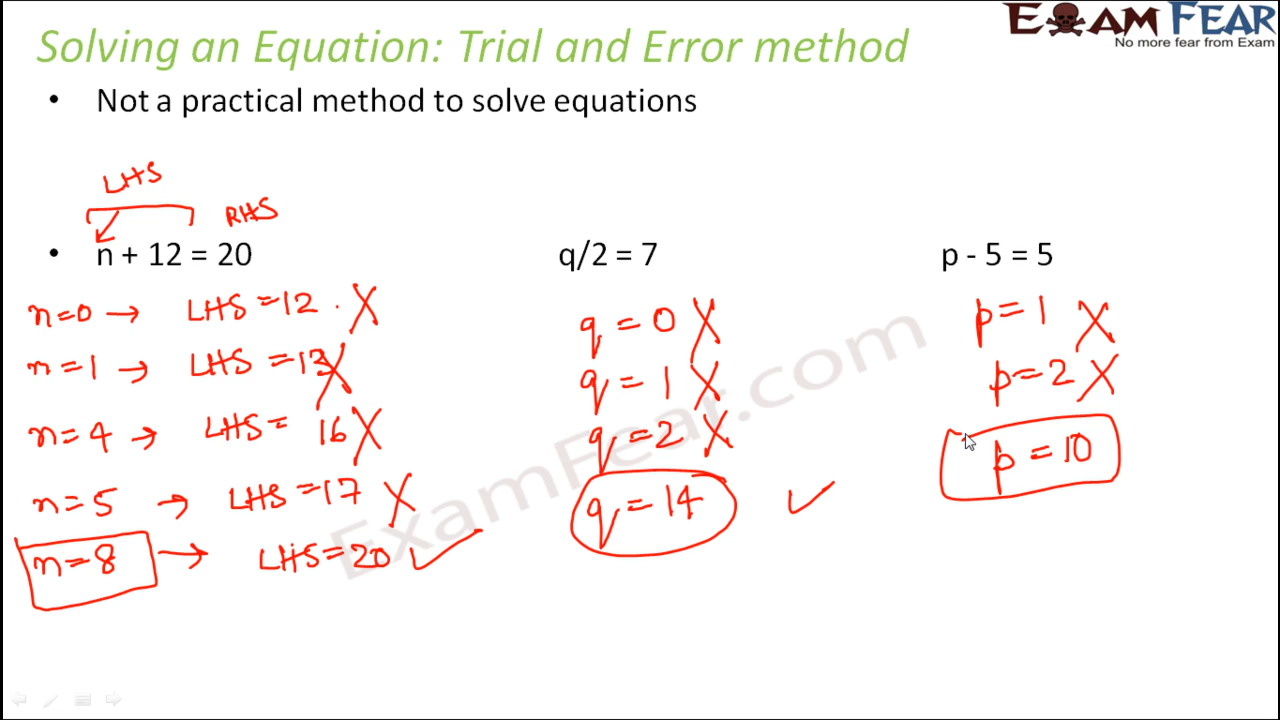 Solving an Equation: Trial and Error method
EXAM FEAR
No more fear from Exam
• Not a practical method to solve equations
LHS
RHS
• n + 12 = 20
n=0 → LHS=12 . X
n=1 → LHS=13 X
n=4 → LHS= 16 X
n=5 → LHS=17 X
n=8 → LHS=20 ✓
q/2 = 7
q=0 X
q=1 X
q=2 X
q=14 ✓
p - 5 = 5
p=1 X
p=2 X
p=10
ExamFear.com